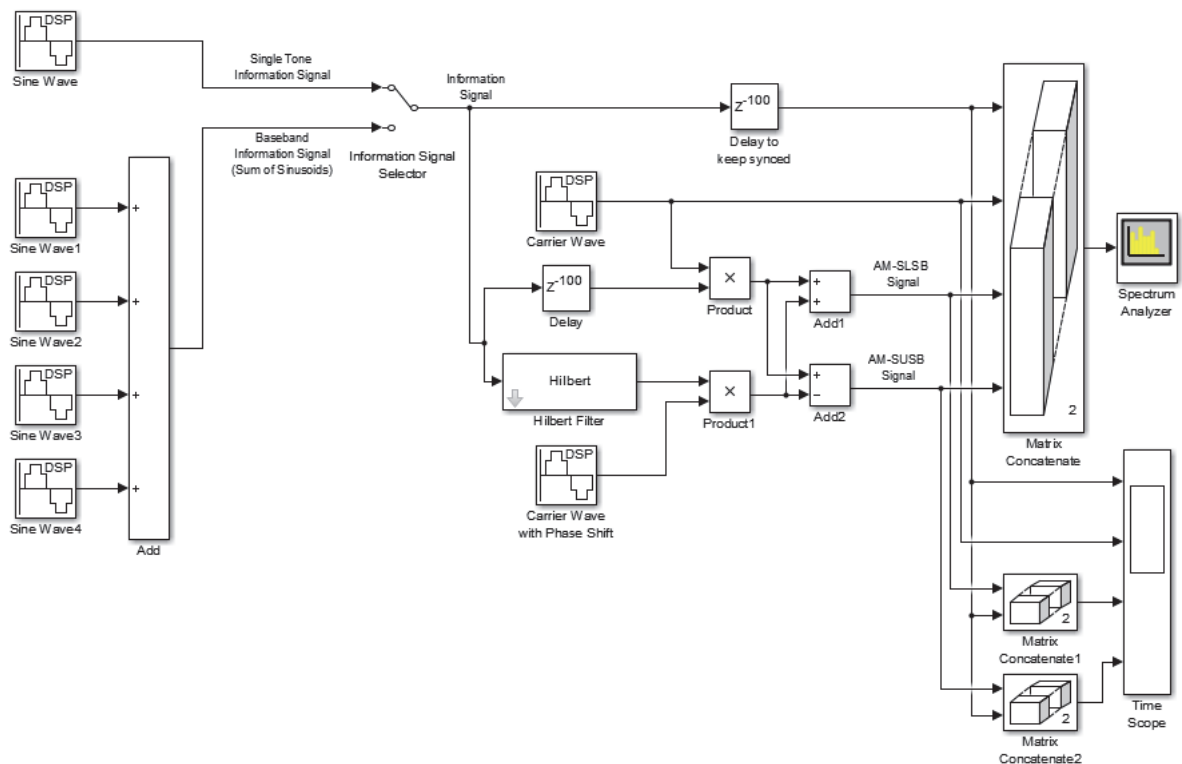 DSP
Sine Wave
Single Tone
Information Signal
Information
Signal
z-100
Delay to
keep synced
Baseband
Information Signal
(Sum of Sinusoids)
Information Signal
Selector
DSP
+
Sine Wave1
DSP
+
Sine Wave2
DSP
+
Sine Wave3
DSP
+
Sine Wave4
Add
DSP
Carrier Wave
z-100
Delay
×
Product
+
+
Add1
AM-SLSB
Signal
Hilbert
Hilbert Filter
×
Product1
+
−
Add2
AM-SUSB
Signal
DSP
Carrier Wave
with Phase Shift
2
Matrix
Concatenate
Spectrum
Analyzer
2
Matrix
Concatenate1
2
Matrix
Concatenate2
Time
Scope